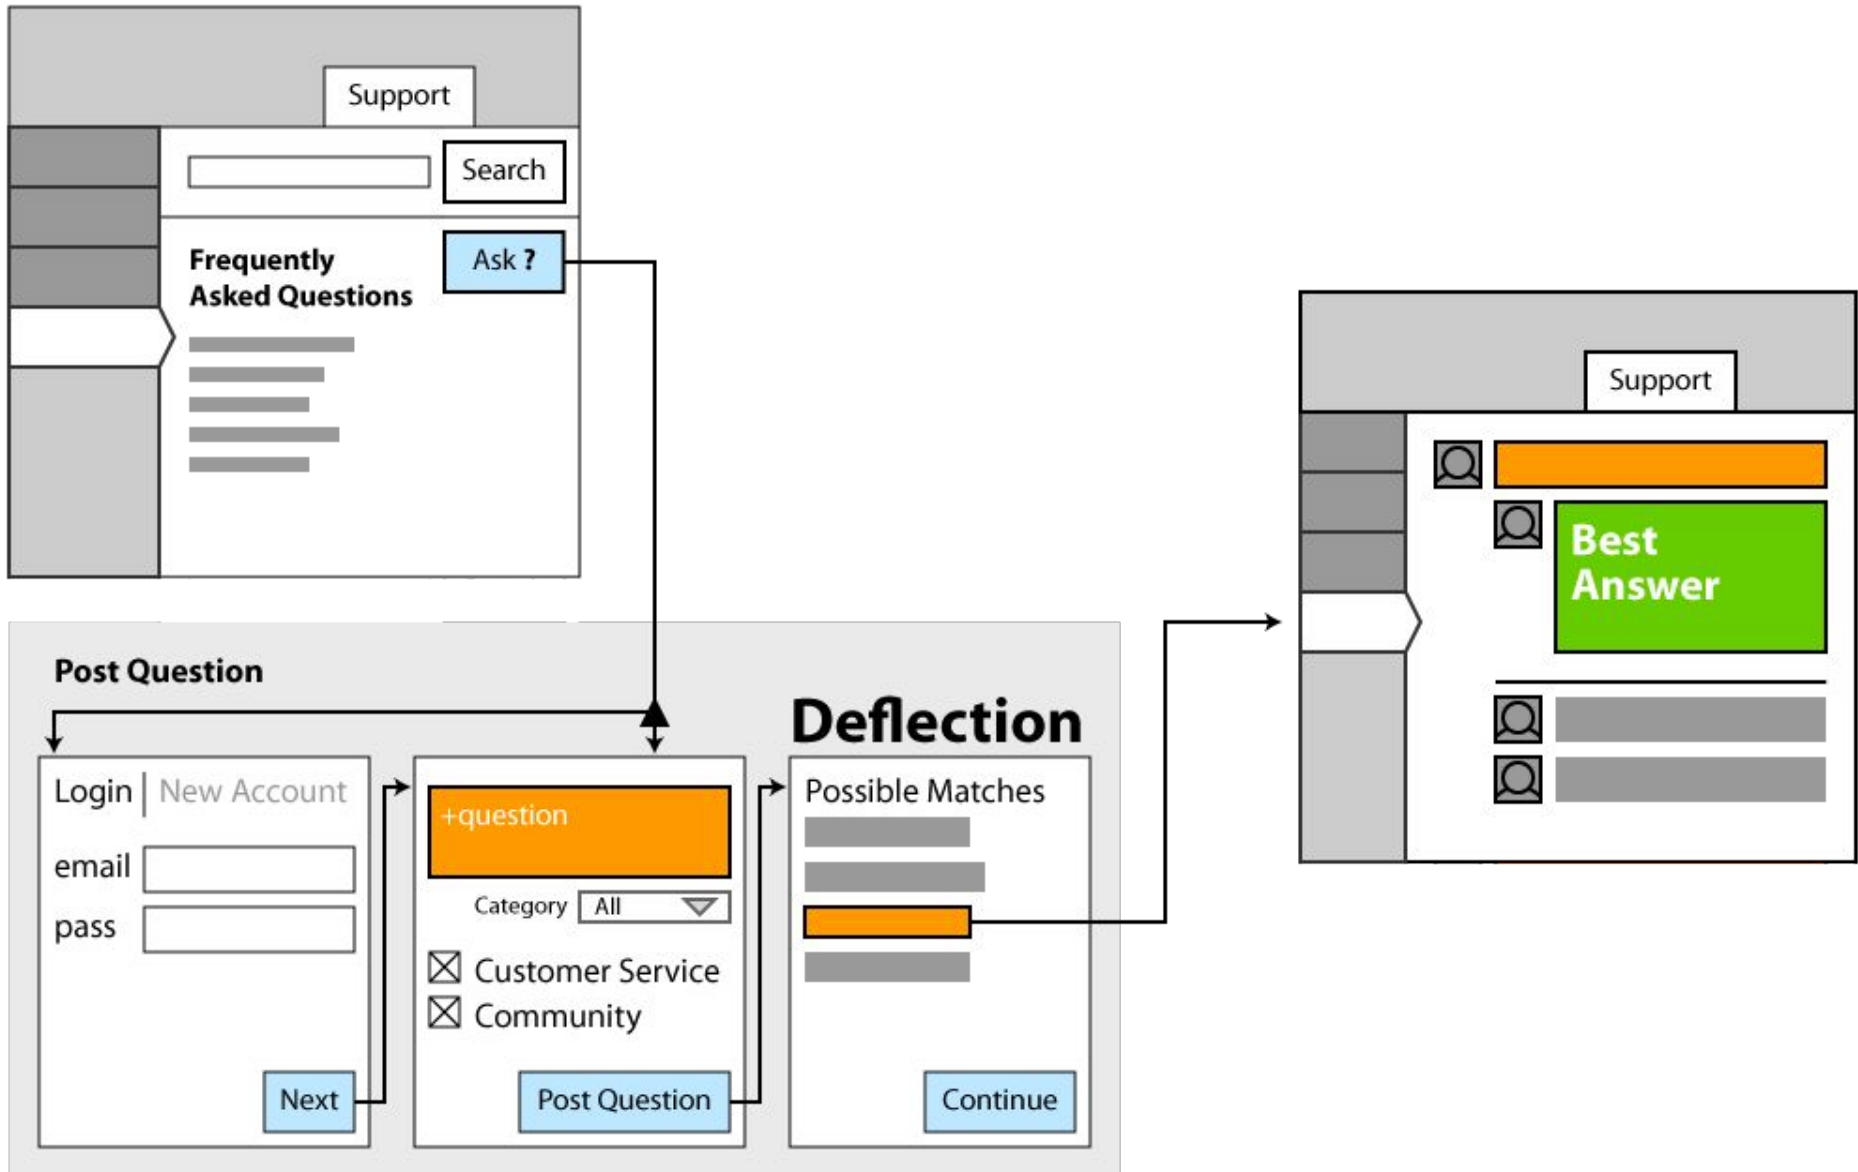 Support
Search
Frequently
Asked Questions
Ask ?
Post Question
Login | New Account
email
pass
Next
+question
Category All
Customer Service
Community
Post Question
Deflection
Possible Matches
Continue
Support
Best
Answer